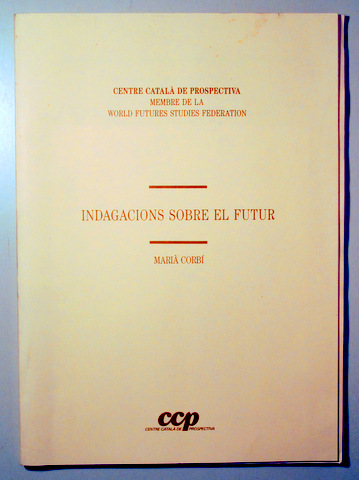 CENTRE CATALÀ DE PROSPECTIVA
MEMBRE DE LA
WORLD FUTURES STUDIES FEDERATION
INDAGACIONS SOBRE EL FUTUR
MARIÀ CORBÍ
ccp
CENTRE CATALÀ DE PROSPECTIVA